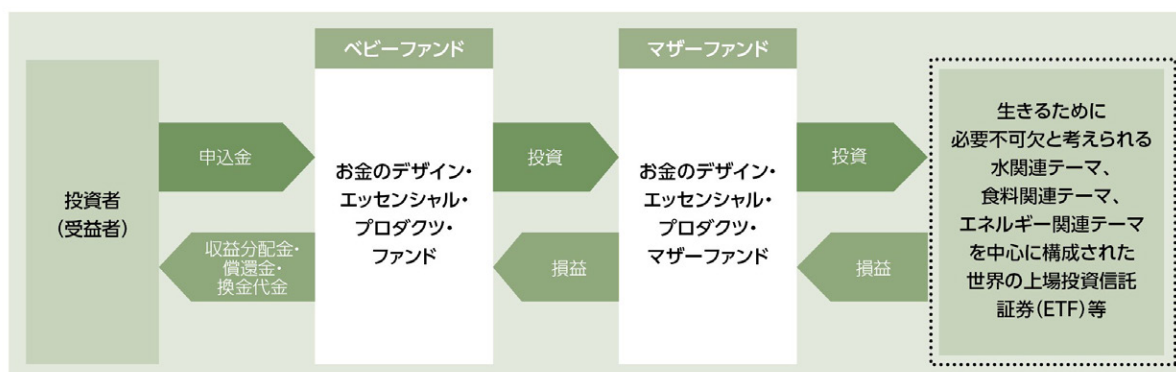 投資者
(受益者)
申込金
収益分配金・
償還金・
換金代金
ベビーファンド
お金のデザイン・
エッセンシャル・
プロダクツ・
ファンド
投資
損益
マザーファンド
お金のデザイン・
エッセンシャル・
プロダクツ・
マザーファンド
投資
損益
生きるために
必要不可欠と考えられる
水関連テーマ、
食料関連テーマ、
エネルギー関連テーマ
を中心に構成された
世界の上場投資信託
証券(ETF)等